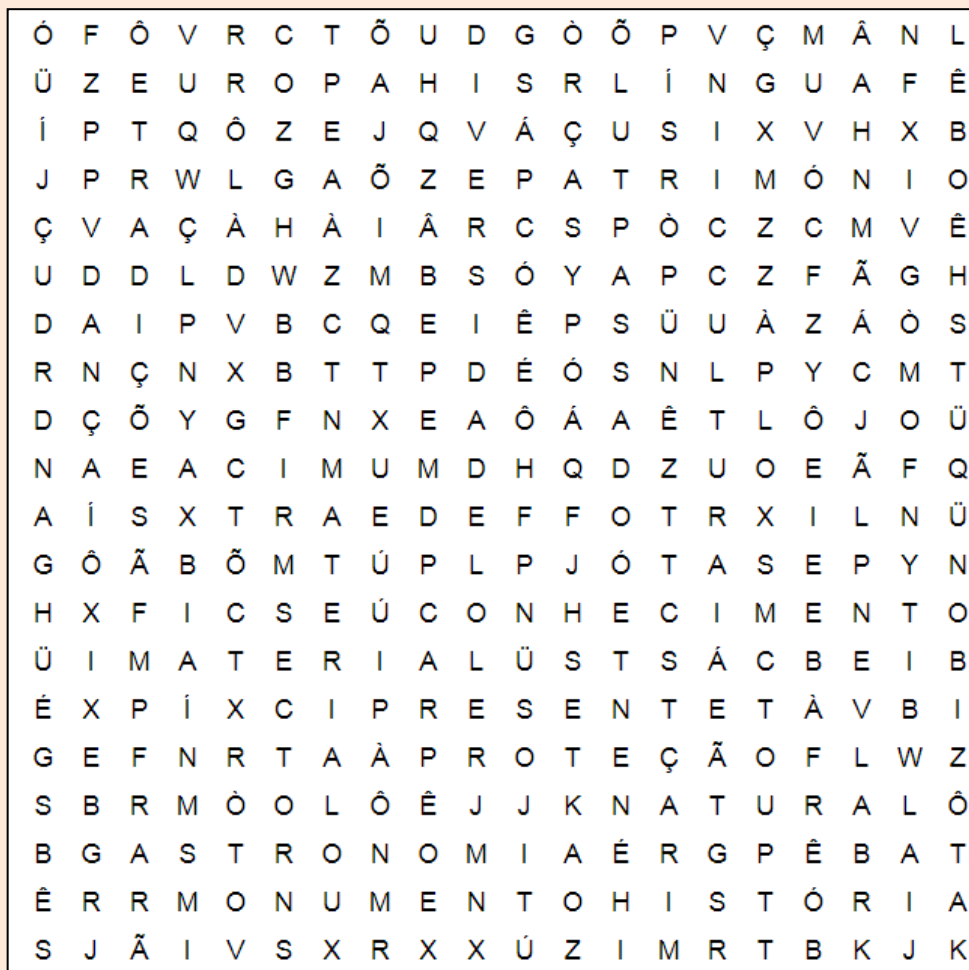 Ó F Ô V R C T Õ U D G Ò Õ P V Ç M Â N L
Ü Z E U R O P A H I S R L Í N G U A F Ê
Í P T Q Ô Z E J Q V Á Ç U S I X V H X B
J P R W L G A Õ Z E P A T R I M Ó N I O
Ç V A Ç À H À I Â R C S P Ò C Z C M V Ê
U D D L D W Z M B S Ó Y A P C Z F Ã G H
D A I P V B C Q E I Ê P S Ü U À Z Á Ò S
R N Ç N X B T T P D É Ó S N L P Y C M T
D Ç Õ Y G F N X E A Ô Á A Ê T L Ô J O Ü
N A E A C I M U M D H Q D Z U O E Ã F Q
A Í S X T R A E D E F F O T R X I L N Ü
G Ô Ã B Õ M T Ú P L P J Ó T A S E P Y N
H X F I C S E Ú C O N H E C I M E N T O
Ü I M A T E R I A L Ü S T S Á C B E I B
É X P Í X C I P R E S E N T E T À V B I
G E F N R T A À P R O T E Ç Ã O F L W Z
S B R M Ò O L Ô Ê J J K N A T U R A L Ô
B G A S T R O N O M I A É R G P Ê B A T
Ê R R M O N U M E N T O H I S T Ó R I A
S J Ã I V S X R X X Ú Z I M R T B K J K